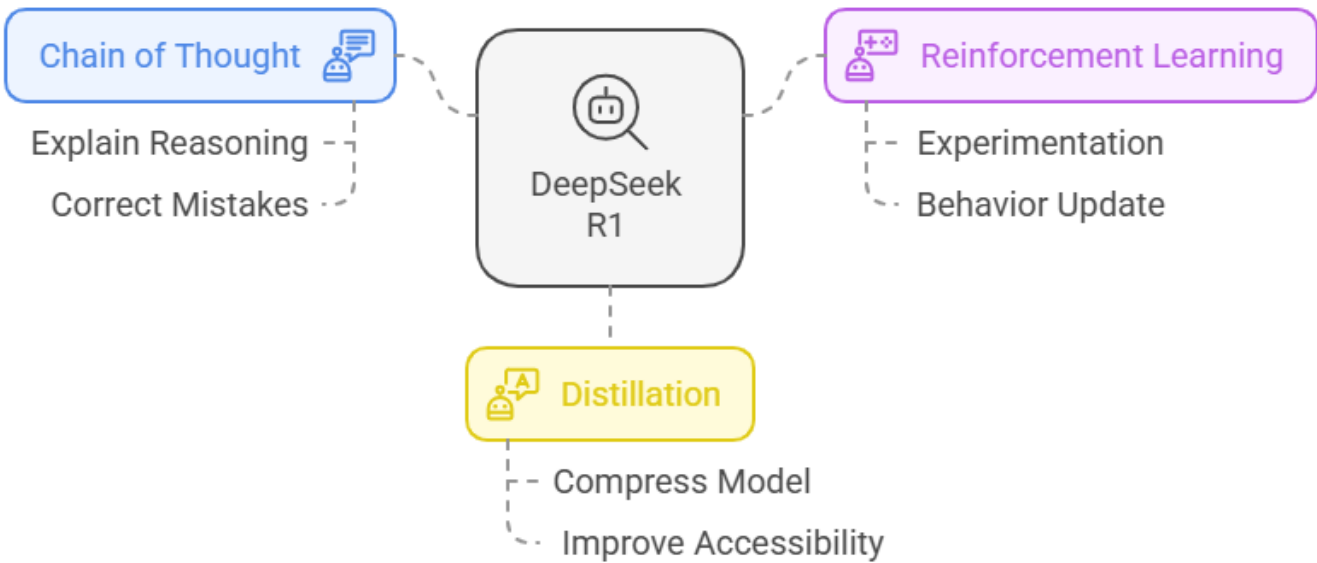 Chain of Thought
Explain Reasoning
Correct Mistakes
DeepSeek
R1
Reinforcement Learning
Experimentation
Behavior Update
A
Distillation
Compress Model
Improve Accessibility